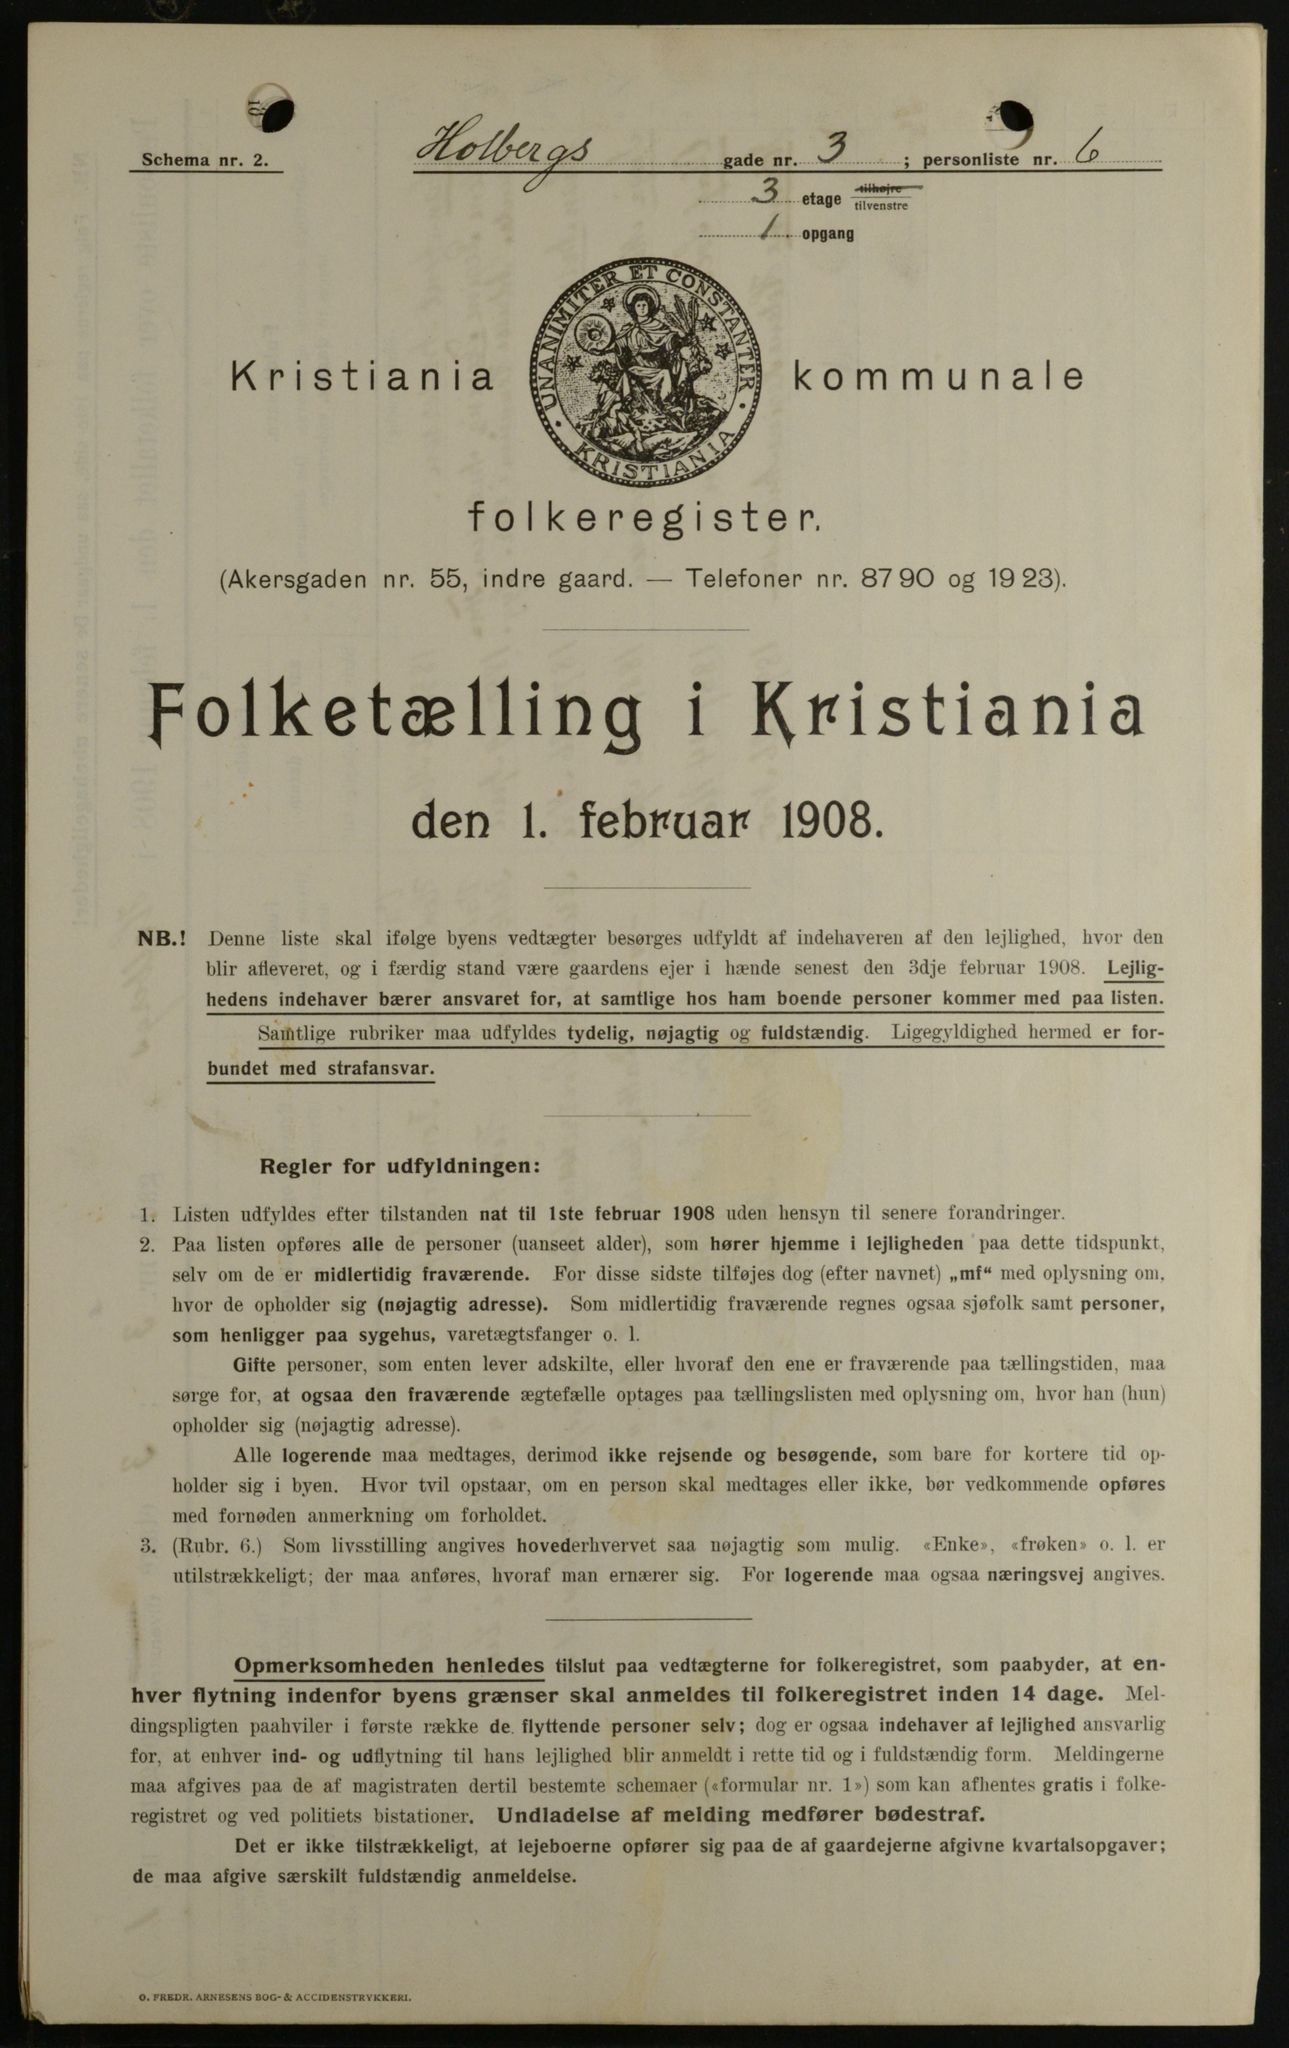 Schema nr. 2.
Holbergs gade nr. 3 ; personliste nr. 6
3 etage tilhøjre
tilvenstre
1. opgang
UNANIMITER ET CONSTANTER · KRISTIANIA ·
Kristiania kommunale
folkeregister.
(Akersgaden nr. 55, indre gaard. — Telefoner nr. 87 90 og 19 23).
Folketælling i Kristiania
den 1. februar 1908.
NB.! Denne liste skal ifølge byens vedtægter besørges udfyldt af indehaveren af den lejlighed, hvor den
blir afleveret, og i færdig stand være gaardens ejer i hænde senest den 3dje februar 1908. Lejlig-
hedens indehaver bærer ansvaret for, at samtlige hos ham boende personer kommer med paa listen.
Samtlige rubriker maa udfyldes tydelig, nøjagtig og fuldstændig. Ligegyldighed hermed er for-
bundet med strafansvar.
Regler for udfyldningen:
1. Listen udfyldes efter tilstanden nat til 1ste februar 1908 uden hensyn til senere forandringer.
2. Paa listen opføres alle de personer (uanseet alder), som hører hjemme i lejligheden paa dette tidspunkt,
selv om de er midlertidig fraværende. For disse sidste tilføjes dog (efter navnet) „mf“ med oplysning om,
hvor de opholder sig (nøjagtig adresse). Som midlertidig fraværende regnes ogsaa sjøfolk samt personer,
som henligger paa sygehus, varetægtsfanger o. l.
Gifte personer, som enten lever adskilte, eller hvoraf den ene er fraværende paa tællingstiden, maa
sørge for, at ogsaa den fraværende ægtefælle optages paa tællingslisten med oplysning om, hvor han (hun)
opholder sig (nøjagtig adresse).
Alle logerende maa medtages, derimod ikke rejsende og besøgende, som bare for kortere tid op-
holder sig i byen. Hvor tvil opstaar, om en person skal medtages eller ikke, bør vedkommende opføres
med fornøden anmerkning om forholdet.
3. (Rubr. 6.) Som livsstilling angives hovederhvervet saa nøjagtig som mulig. «Enke», «frøken» o. l. er
utilstrækkeligt; der maa anføres, hvoraf man ernærer sig. For logerende maa ogsaa næringsvej angives.
Opmerksomheden henledes tilslut paa vedtægterne for folkeregistret, som paabyder, at en-
hver flytning indenfor byens grænser skal anmeldes til folkeregistret inden 14 dage. Mel-
dingspligten paahviler i første række de flyttende personer selv; dog er ogsaa indehaver af lejlighed ansvarlig
for, at enhver ind- og udflytning til hans lejlighed blir anmeldt i rette tid og i fuldstændig form. Meldingerne
maa afgives paa de af magistraten dertil bestemte schemaer («formular nr. 1») som kan afhentes gratis i folke-
registret og ved politiets bistationer. Undladelse af melding medfører bødestraf.
Det er ikke tilstrækkeligt, at lejeboerne opfører sig paa de af gaardejerne afgivne kvartalsopgaver;
de maa afgive særskilt fuldstændig anmeldelse.
O. FREDR. ARNESENS BOG- & ACCIDENSTRYKKERI.